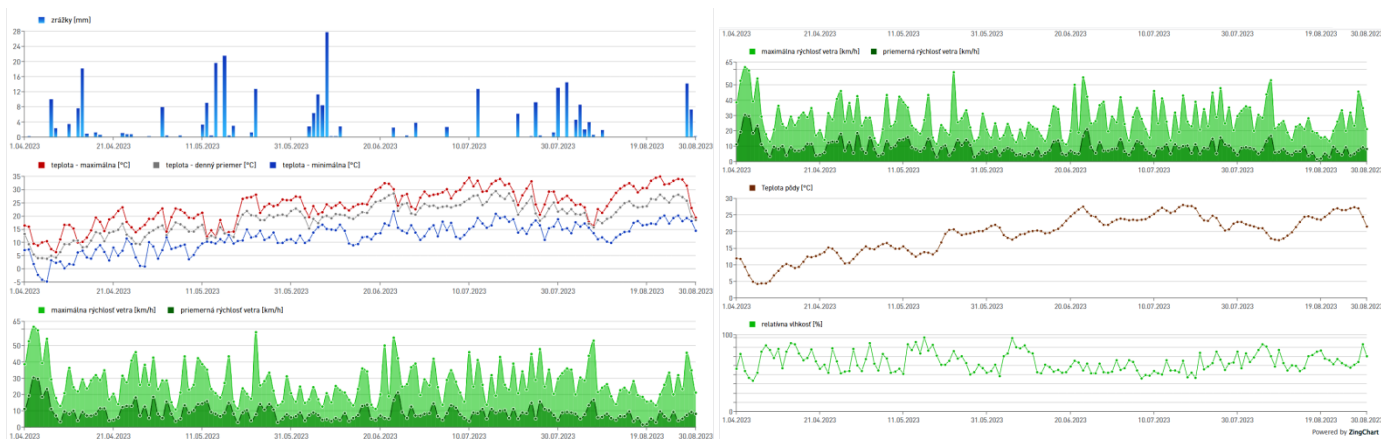 zrážky [mm]
28
24
20
16
12
8
4
0
1.04.2023 21.04.2023 11.05.2023 31.05.2023 20.06.2023 10.07.2023 30.07.2023 19.08.2023 30.08.2023
teplota - maximálna [°C] teplota - denný priemer [°C] teplota - minimálna [°C]
35
30
25
20
15
10
5
0
-5
1.04.2023 21.04.2023 11.05.2023 31.05.2023 20.06.2023 10.07.2023 30.07.2023 19.08.2023 30.08.2023
maximálna rýchlosť vetra [km/h] priemerná rýchlosť vetra [km/h]
65
50
40
30
20
10
0
1.04.2023 21.04.2023 11.05.2023 31.05.2023 20.06.2023 10.07.2023 30.07.2023 19.08.2023 30.08.2023
1.04.2023 21.04.2023 11.05.2023 31.05.2023 20.06.2023 10.07.2023 30.07.2023 19.08.2023 30.08.2023
maximálna rýchlosť vetra [km/h] priemerná rýchlosť vetra [km/h]
65
50
40
30
20
10
0
1.04.2023 21.04.2023 11.05.2023 31.05.2023 20.06.2023 10.07.2023 30.07.2023 19.08.2023 30.08.2023
Teplota pôdy [°C]
30
25
20
15
10
5
0
1.04.2023 21.04.2023 11.05.2023 31.05.2023 20.06.2023 10.07.2023 30.07.2023 19.08.2023 30.08.2023
relatívna vlhkosť [%]
100
0
1.04.2023 21.04.2023 11.05.2023 31.05.2023 20.06.2023 10.07.2023 30.07.2023 19.08.2023 30.08.2023
Powered by ZingChart